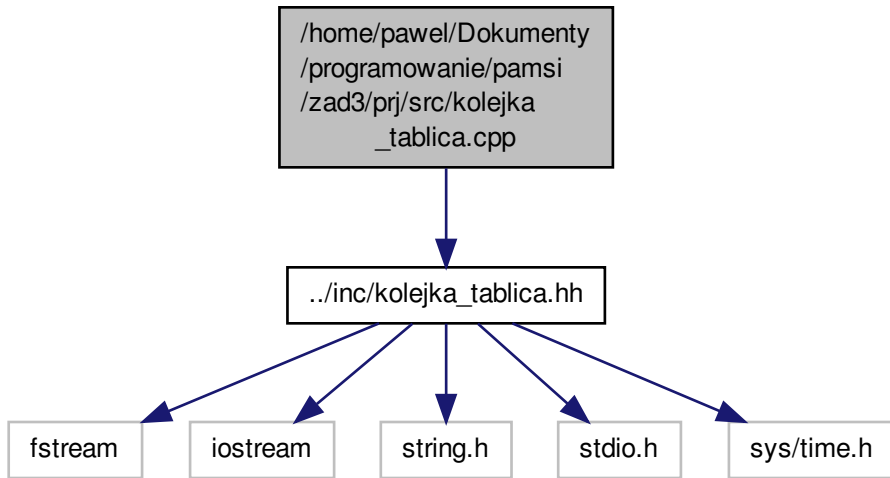 /home/pawel/Dokumenty
/programowanie/pamsi
/zad3/prj/src/kolejka
_tablica.cpp
../inc/kolejka_tablica.hh
fstream
iostream
string.h
stdio.h
sys/time.h